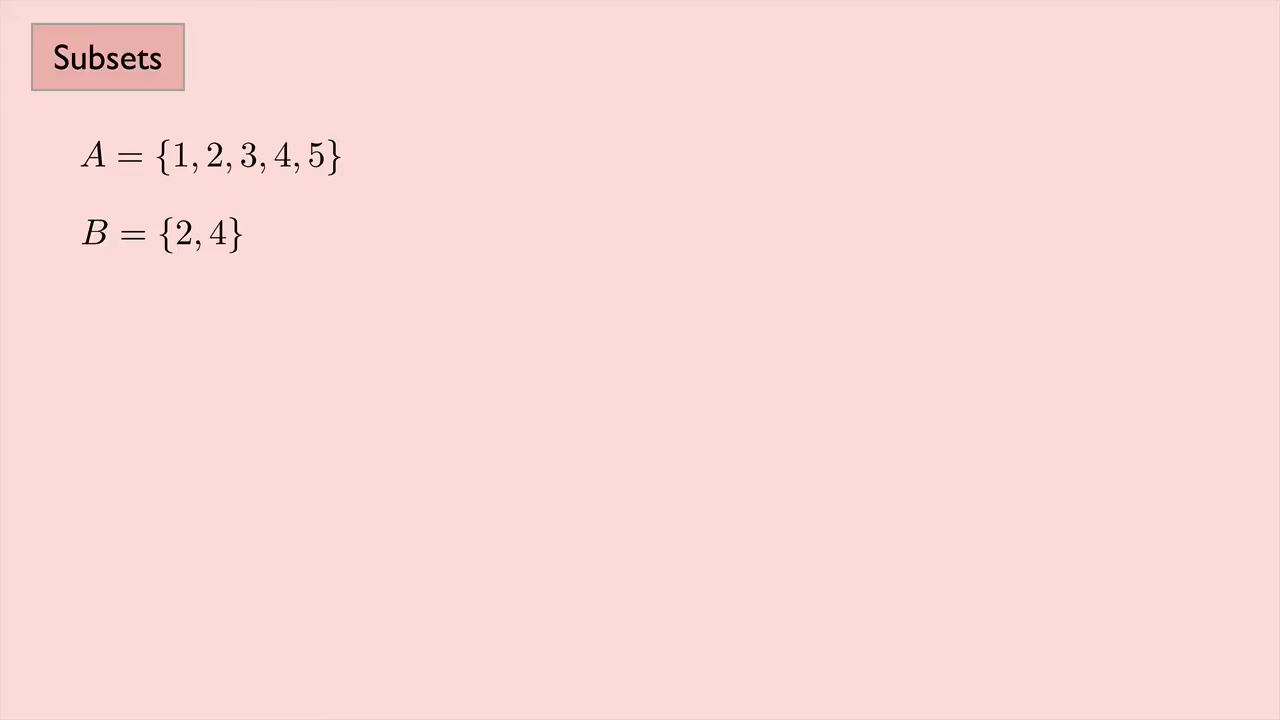 Subsets
A = {1, 2, 3, 4, 5}
B = {2, 4}